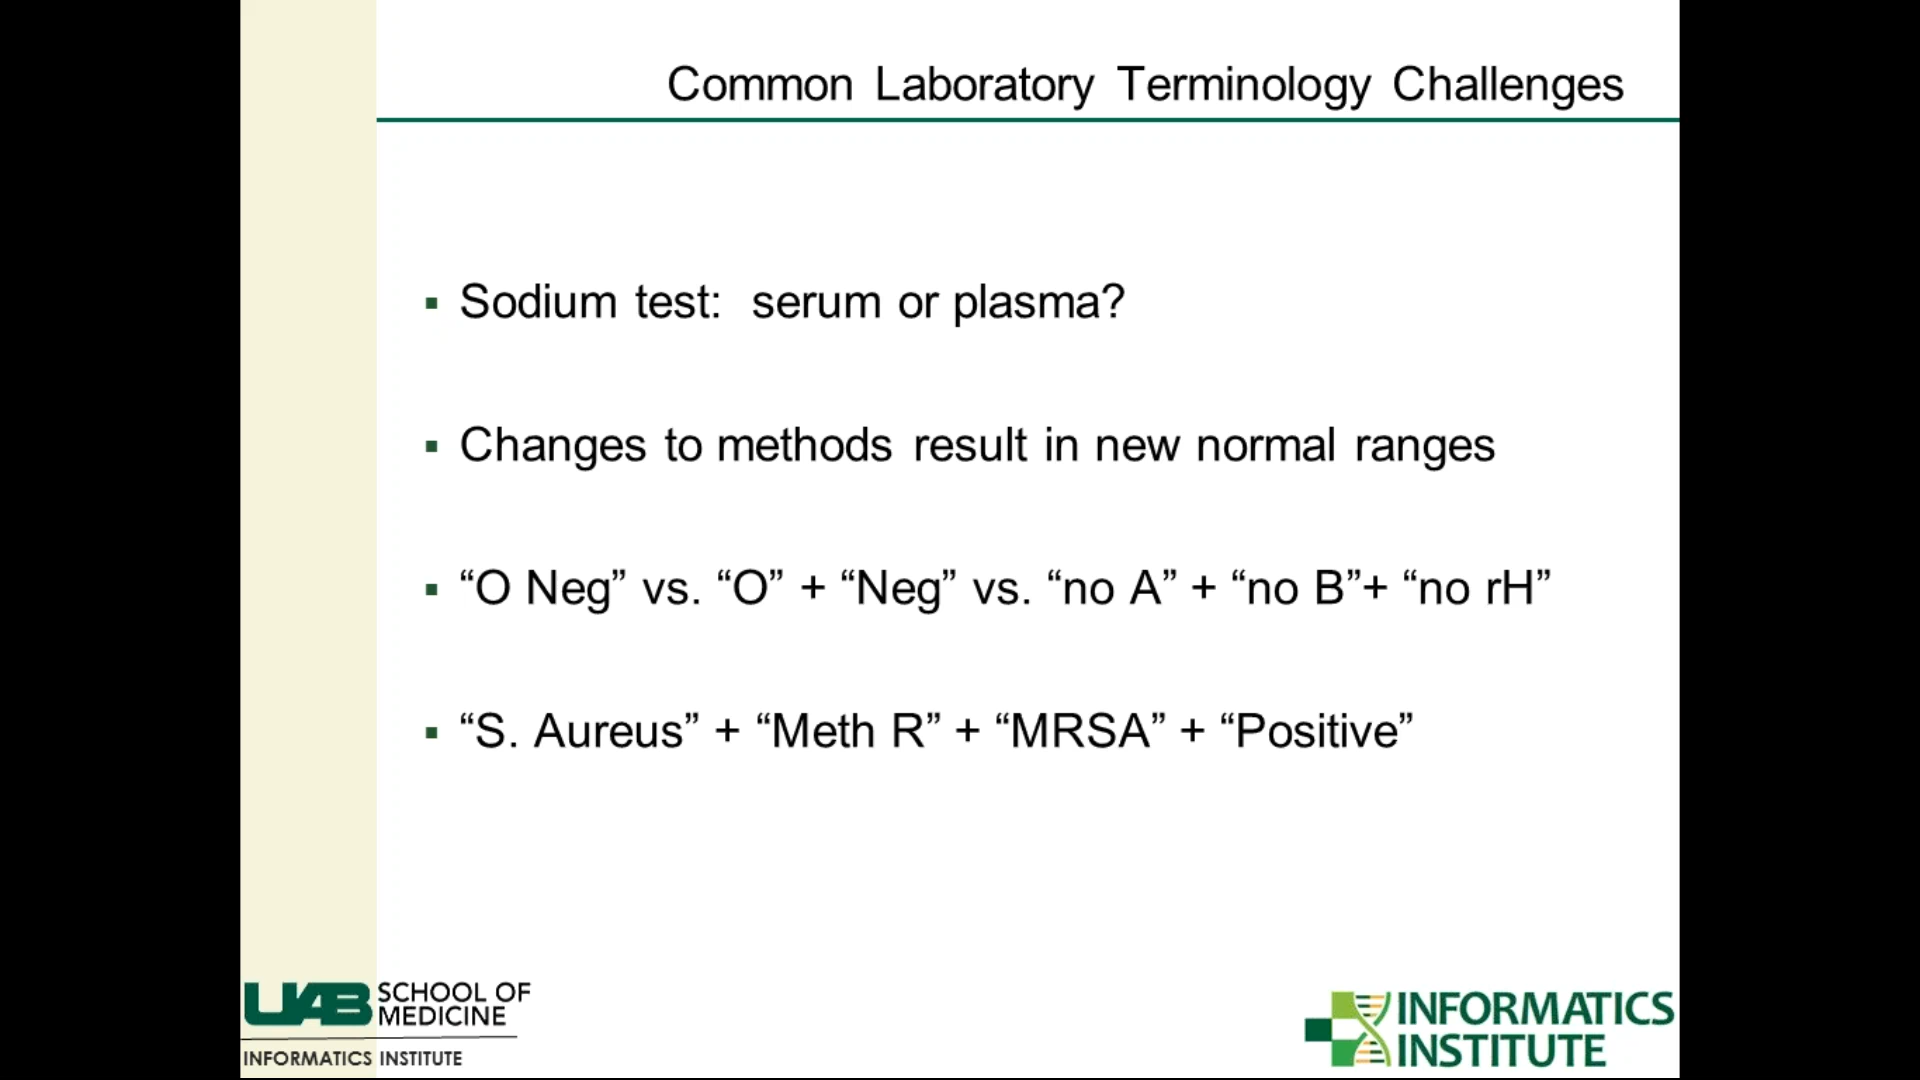 Common Laboratory Terminology Challenges
▪ Sodium test: serum or plasma?
▪ Changes to methods result in new normal ranges
▪ “O Neg” vs. “O” + “Neg” vs. “no A” + “no B”+ “no rH”
▪ “S. Aureus” + “Meth R” + “MRSA” + “Positive”
UAB SCHOOL OF
MEDICINE
INFORMATICS INSTITUTE
INFORMATICS
INSTITUTE